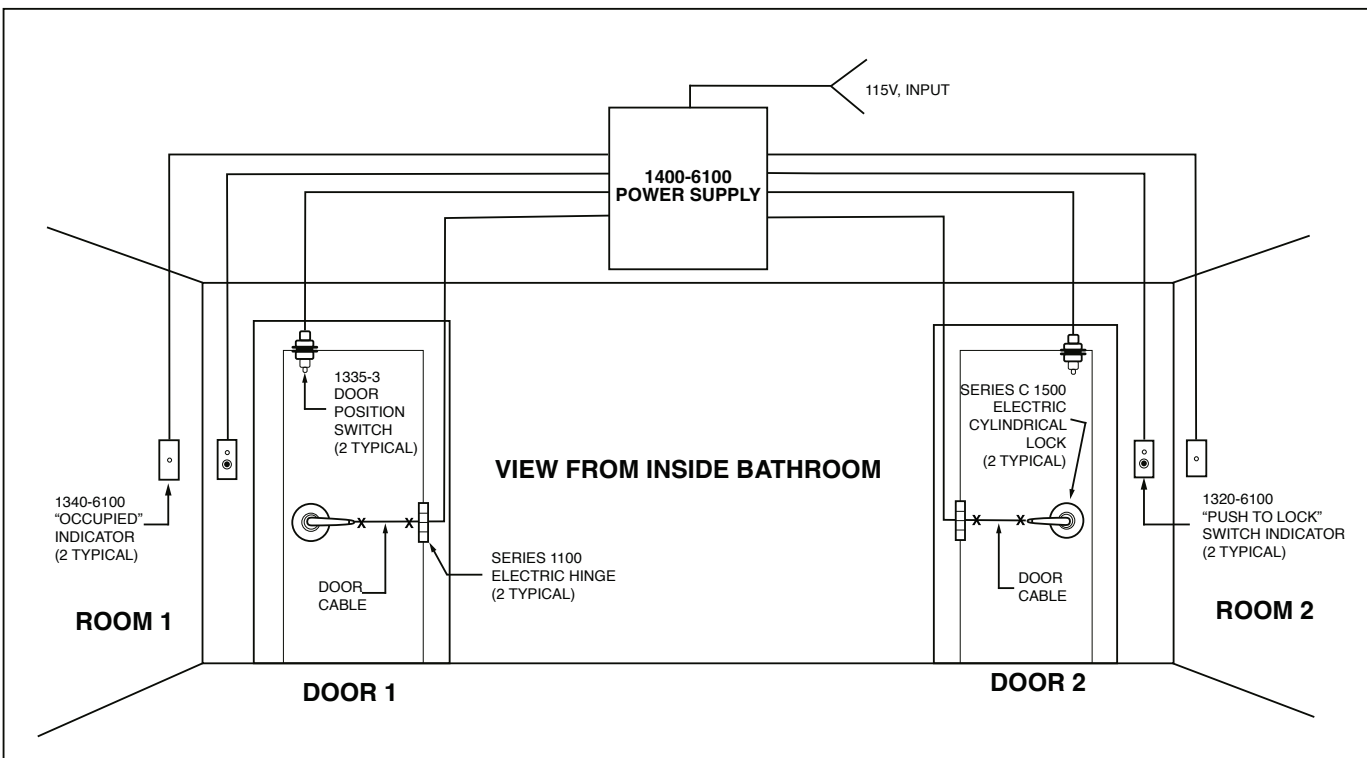 115V, INPUT
1400-6100
POWER SUPPLY
1335-3
DOOR
POSITION
SWITCH
(2 TYPICAL)
SERIES C 1500
ELECTRIC
CYLINDRICAL
LOCK
(2 TYPICAL)
VIEW FROM INSIDE BATHROOM
1340-6100
“OCCUPIED”
INDICATOR
(2 TYPICAL)
1320-6100
“PUSH TO LOCK”
SWITCH INDICATOR
(2 TYPICAL)
SERIES 1100
ELECTRIC HINGE
(2 TYPICAL)
DOOR
CABLE
DOOR
CABLE
ROOM 1
ROOM 2
DOOR 1
DOOR 2